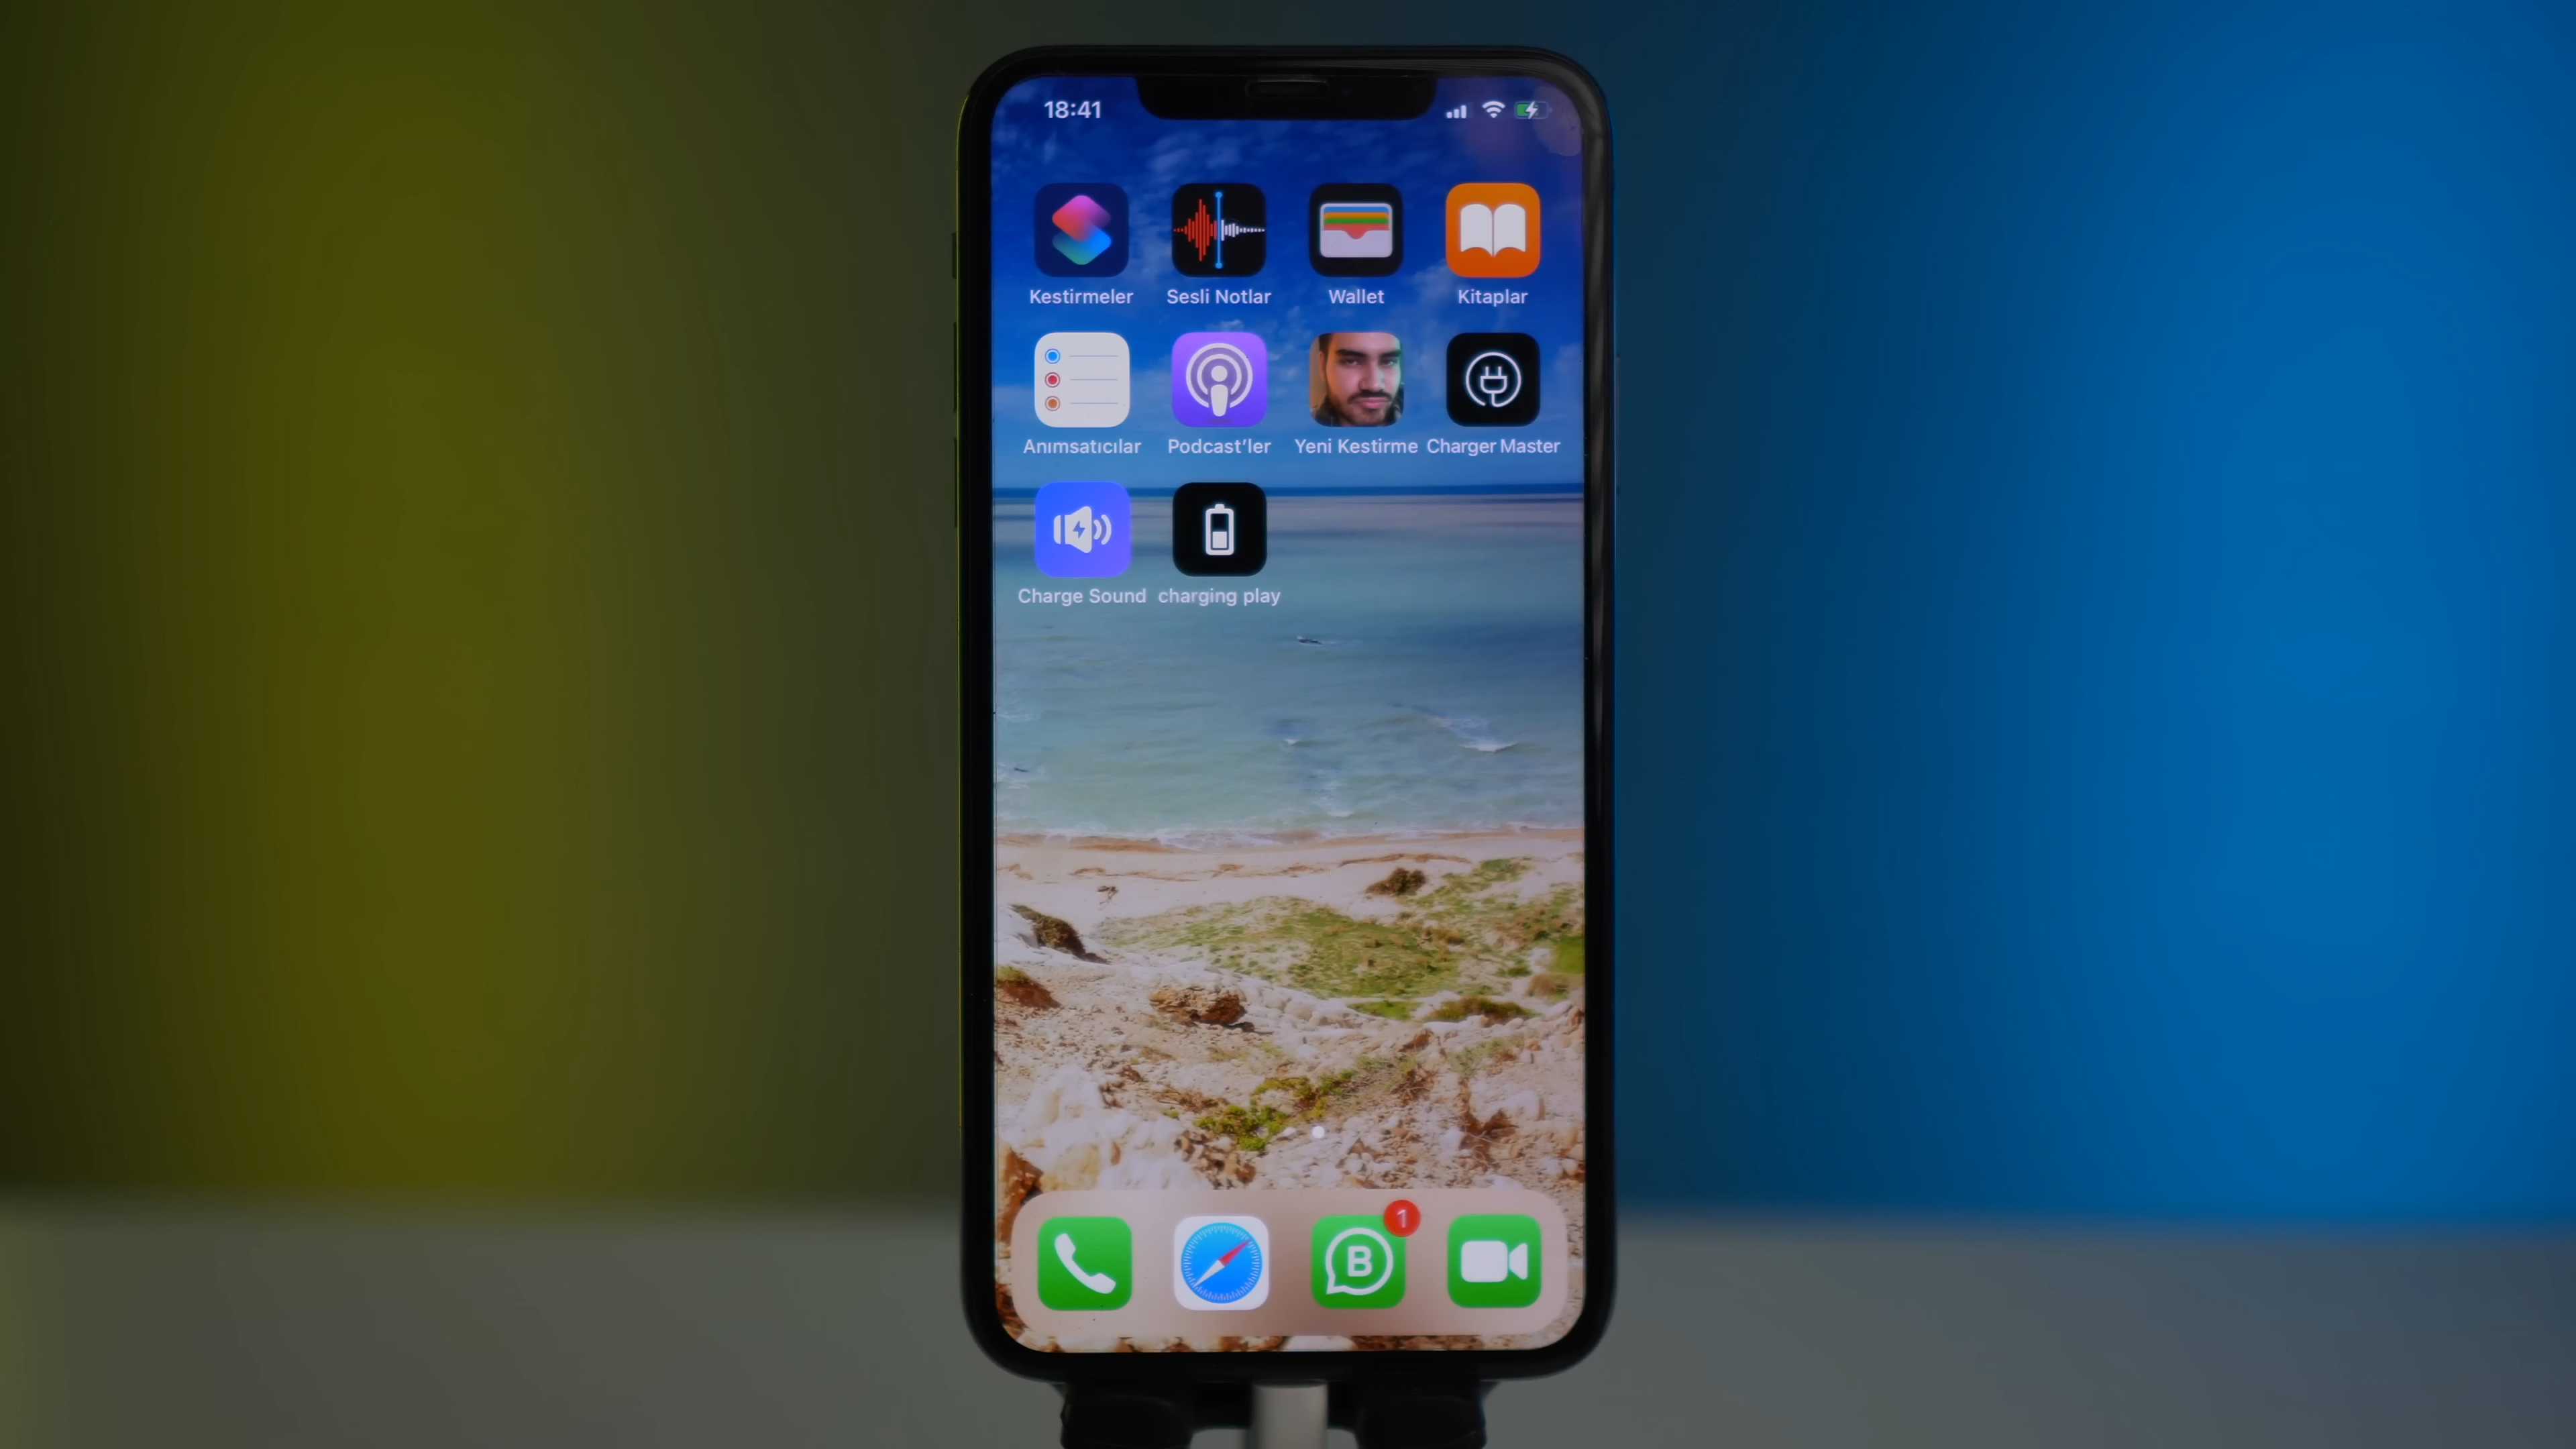 18:41
Kestirmeler Sesli Notlar Wallet Kitaplar
Anımsatıcılar Podcast'ler Yeni Kestirme Charger Master
Charge Sound charging play
1
B